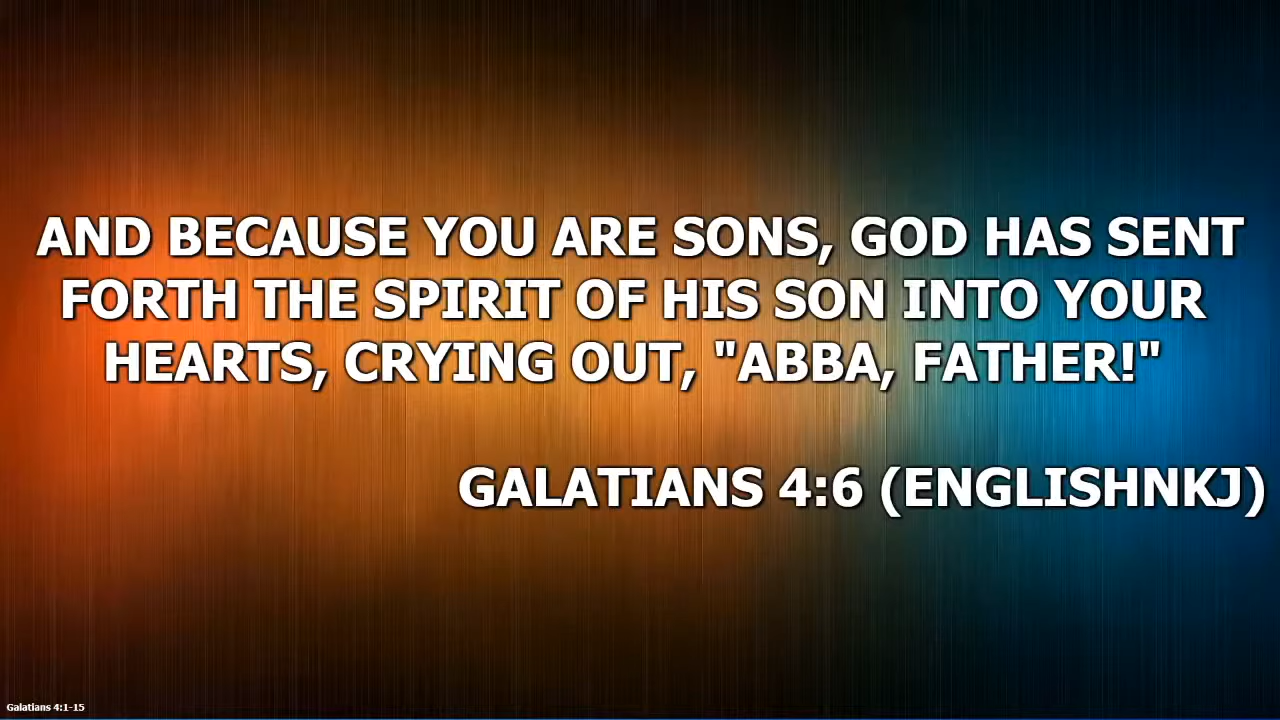 AND BECAUSE YOU ARE SONS, GOD HAS SENT
FORTH THE SPIRIT OF HIS SON INTO YOUR
HEARTS, CRYING OUT, "ABBA, FATHER!"
GALATIANS 4:6 (ENGLISHNKJ)
Galatians 4:1-15